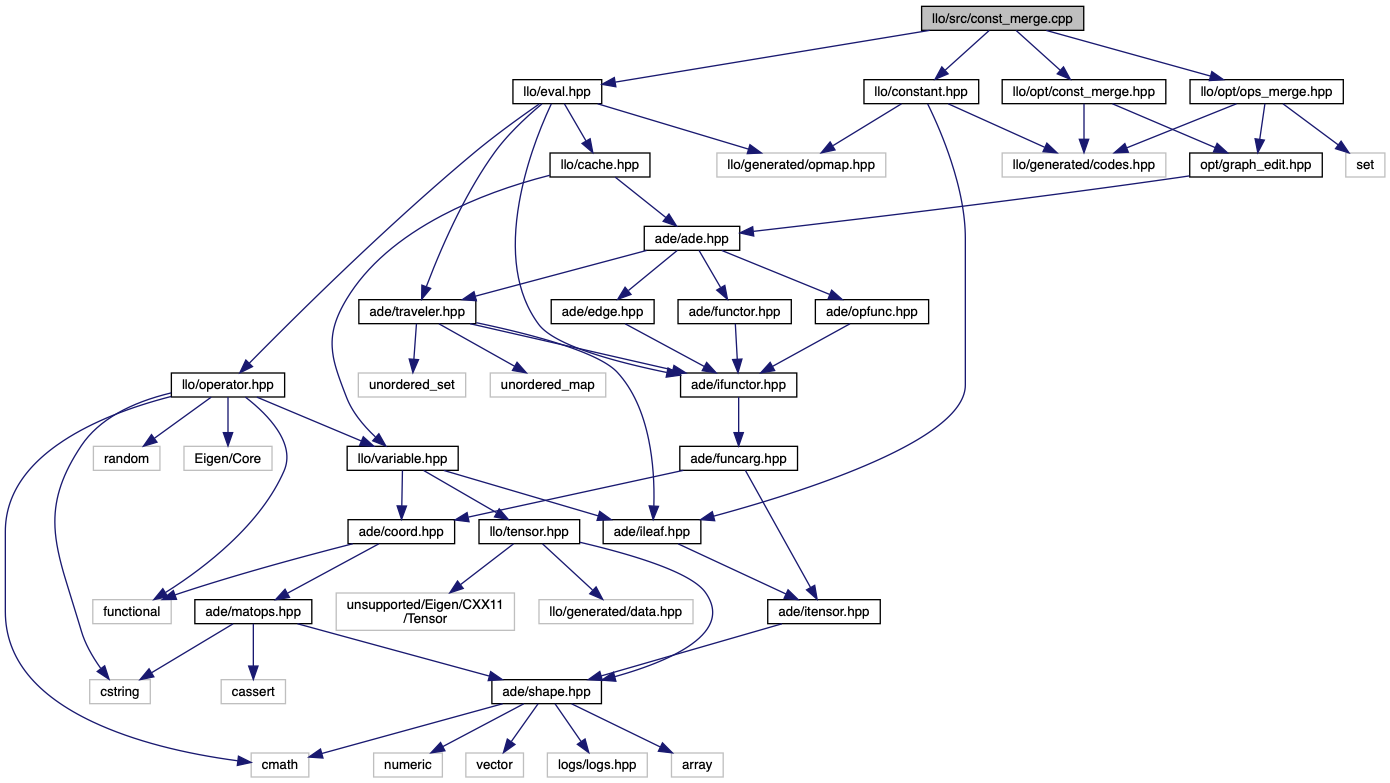 llo/src/const_merge.cpp
llo/eval.hpp
llo/constant.hpp
llo/opt/const_merge.hpp
llo/opt/ops_merge.hpp
llo/cache.hpp
llo/generated/opmap.hpp
llo/generated/codes.hpp
opt/graph_edit.hpp
set
ade/ade.hpp
ade/traveler.hpp
ade/edge.hpp
ade/functor.hpp
ade/opfunc.hpp
llo/operator.hpp
unordered_set
unordered_map
ade/ifunctor.hpp
random
Eigen/Core
llo/variable.hpp
ade/funcarg.hpp
ade/coord.hpp
llo/tensor.hpp
ade/ileaf.hpp
functional
ade/matops.hpp
unsupported/Eigen/CXX11
/Tensor
llo/generated/data.hpp
ade/itensor.hpp
cstring
cassert
ade/shape.hpp
cmath
numeric
vector
logs/logs.hpp
array